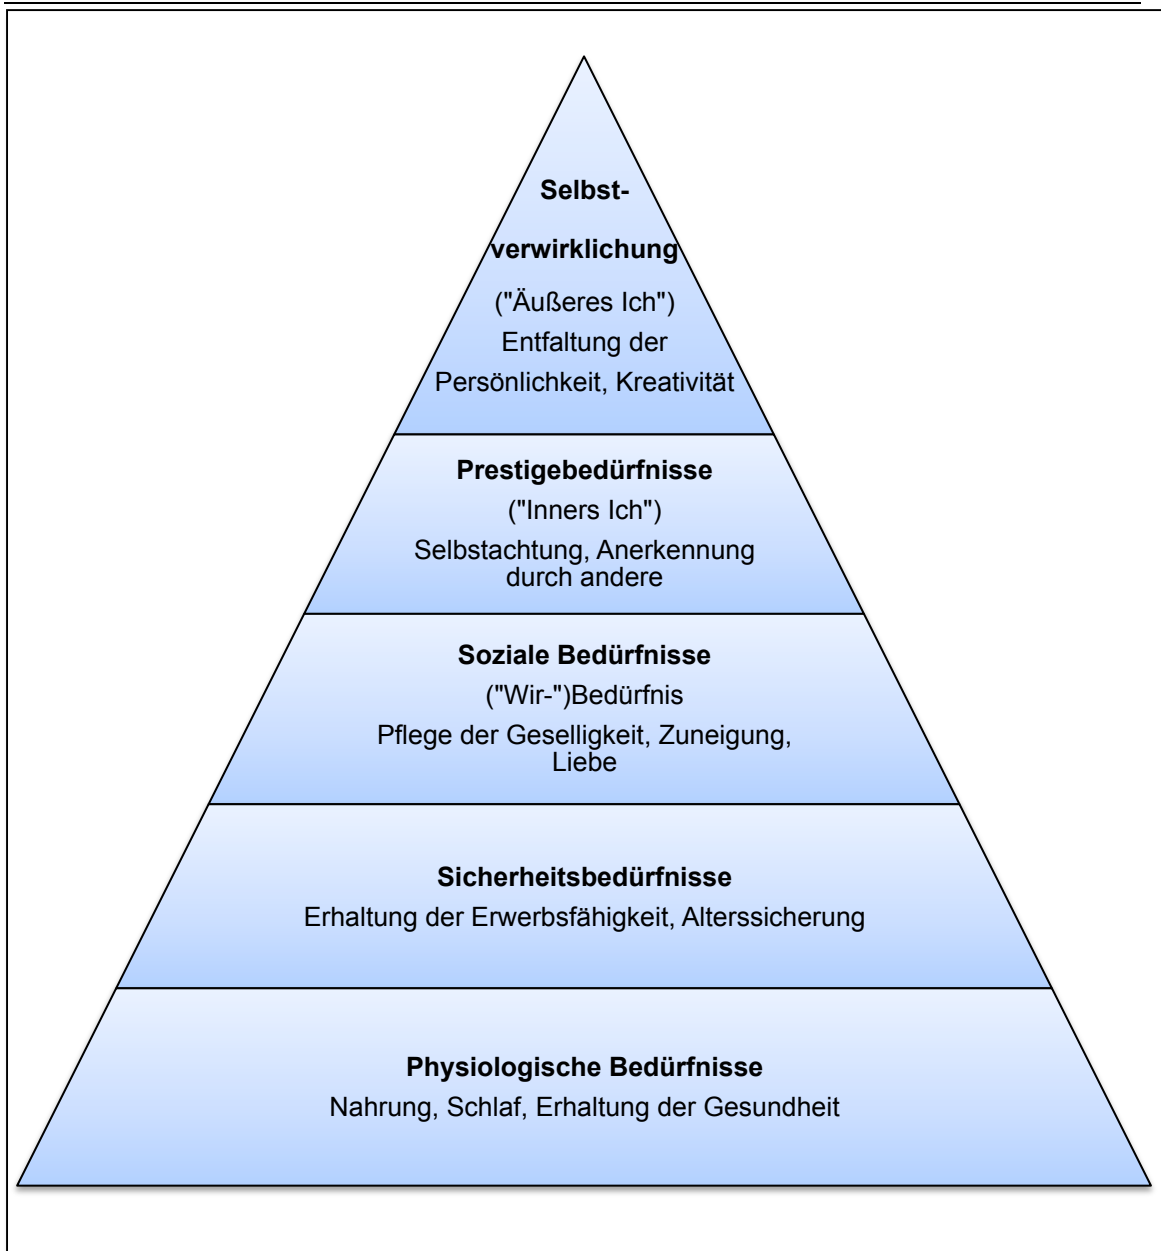 Selbst-
verwirklichung
("Äußeres Ich")
Entfaltung der
Persönlichkeit, Kreativität
Prestigebedürfnisse
("Inners Ich")
Selbstachtung, Anerkennung
durch andere
Soziale Bedürfnisse
("Wir-")Bedürfnis
Pflege der Geselligkeit, Zuneigung,
Liebe
Sicherheitsbedürfnisse
Erhaltung der Erwerbsfähigkeit, Alterssicherung
Physiologische Bedürfnisse
Nahrung, Schlaf, Erhaltung der Gesundheit